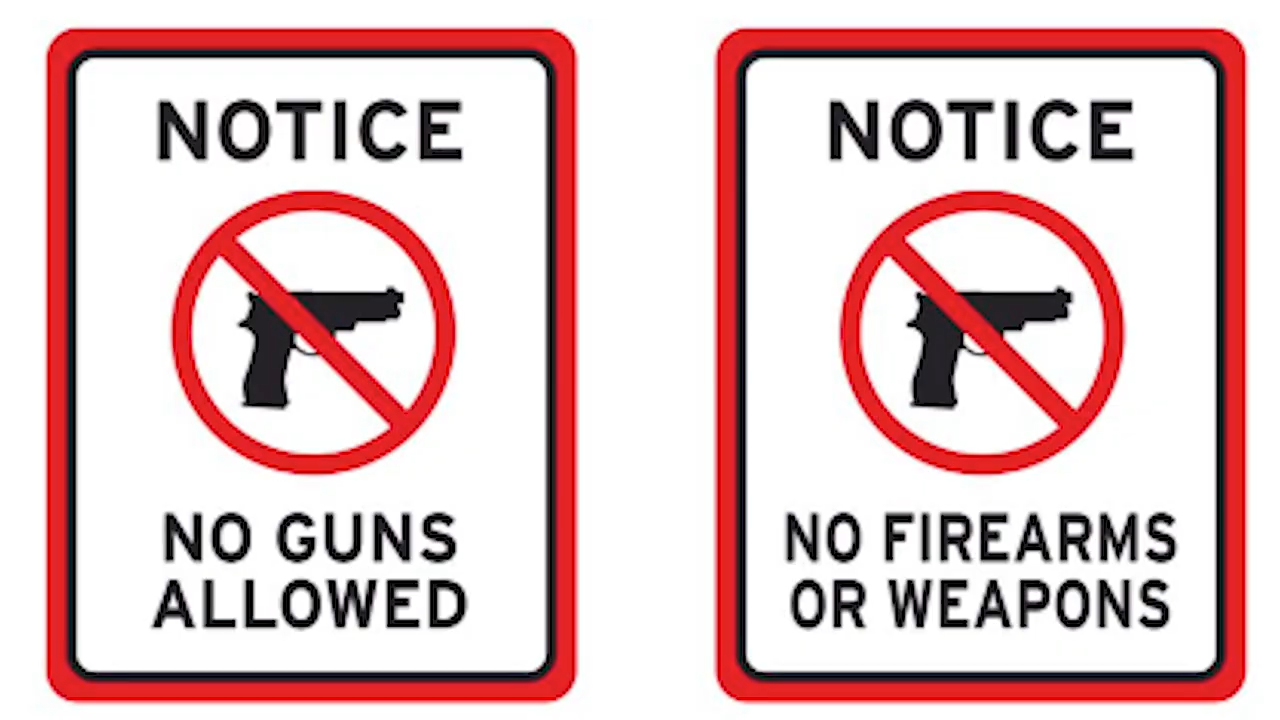 NOTICE
NO GUNS
ALLOWED
NOTICE
NO FIREARMS
OR WEAPONS